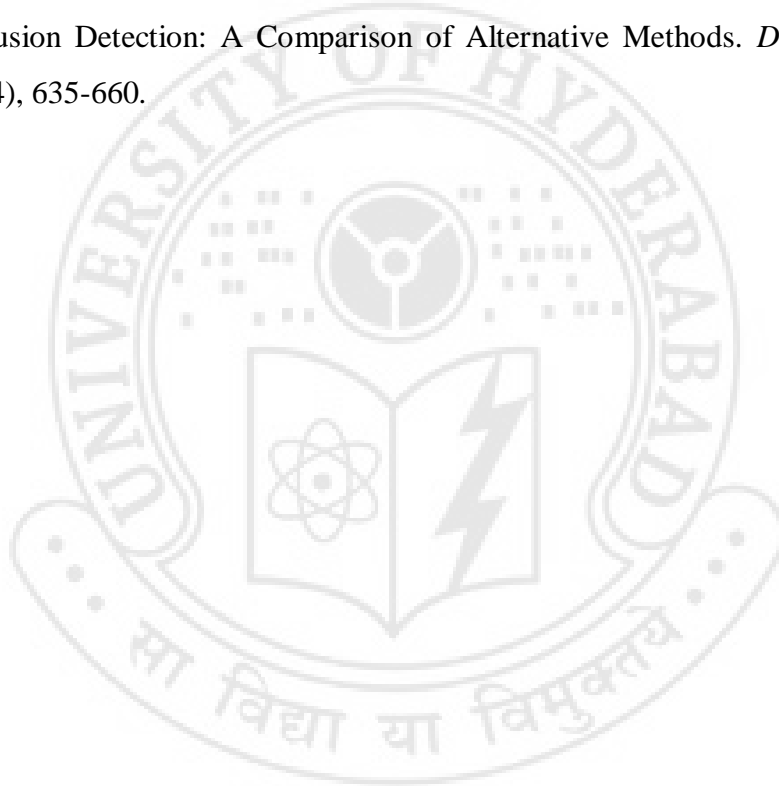 usion Detection: A Comparison of Alternative Methods. D
4), 635-660.
UNIVERSITY OF HYDERABAD
सा विद्या या विमुक्तये